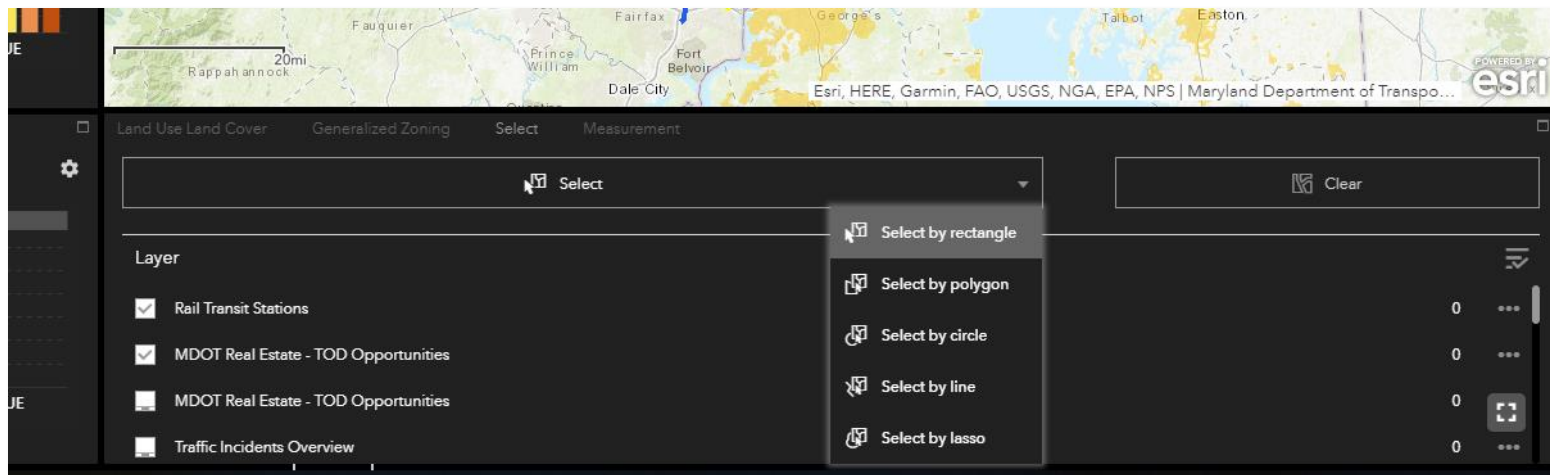 Fauquier
Fairfax
George's
Talbot
Easton
JE
20mi
Rappahannock
Prince
William
Fort
Belvoir
Dale City
POWERED BY
esri
Esri, HERE, Garmin, FAO, USGS, NGA, EPA, NPS | Maryland Department of Transpo...
Land Use Land Cover Generalized Zoning Select Measurement
Select
Clear
Select by rectangle
Select by polygon
Select by circle
Select by line
Select by lasso
Layer
Rail Transit Stations 0
MDOT Real Estate - TOD Opportunities 0
MDOT Real Estate - TOD Opportunities 0
JE
Traffic Incidents Overview 0